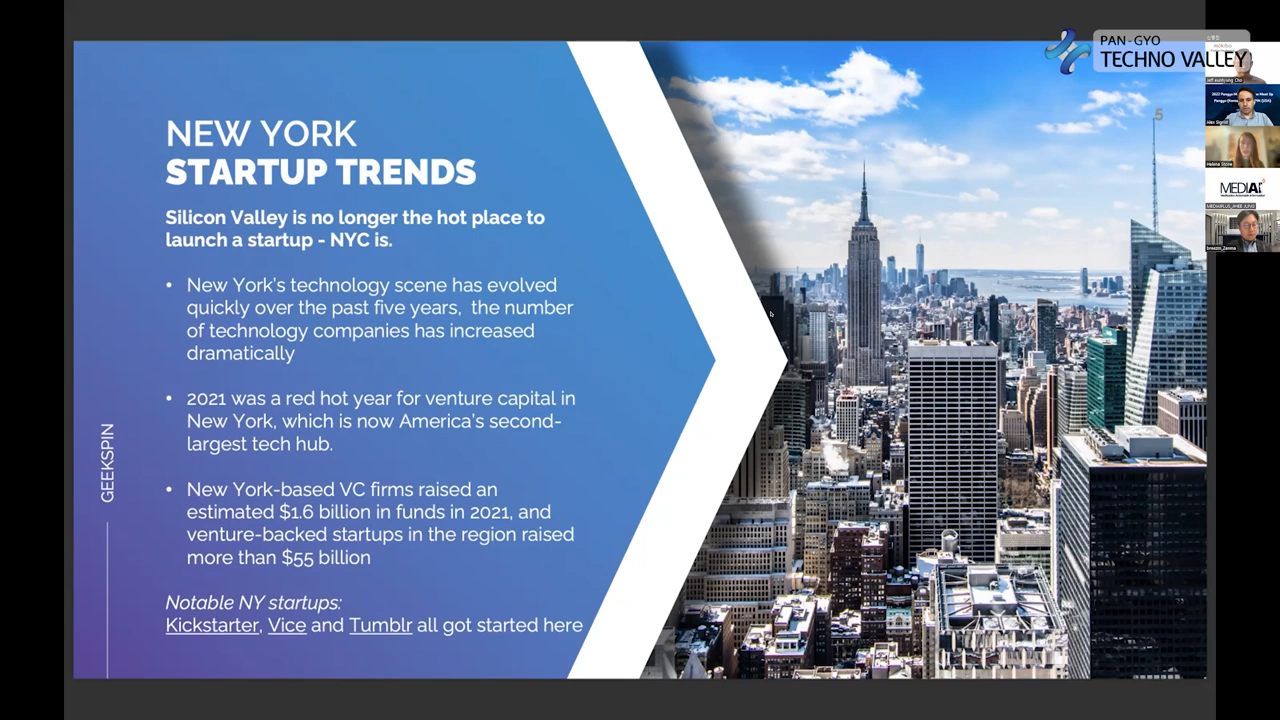 PAN-GYO
TECHNO VALLEY
NEW YORK
STARTUP TRENDS
Silicon Valley is no longer the hot place to
launch a startup - NYC is.
• New York's technology scene has evolved
quickly over the past five years, the number
of technology companies has increased
dramatically
• 2021 was a red hot year for venture capital in
New York, which is now America's second-
largest tech hub.
• New York-based VC firms raised an
estimated $1.6 billion in funds in 2021, and
venture-backed startups in the region raised
more than $55 billion
Notable NY startups:
Kickstarter, Vice and Tumblr all got started here
GEEKSPIN
Alex Sigrist
Helena Stone
MEDIAI
breezm_Zenma